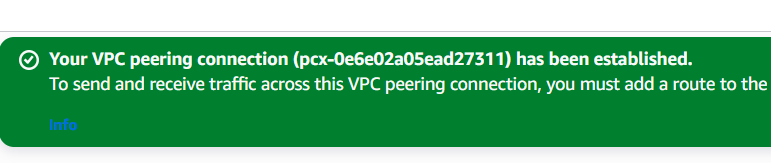 Your VPC peering connection (pcx-0e6e02a05ead27311) has been established.
To send and receive traffic across this VPC peering connection, you must add a route to the
Info